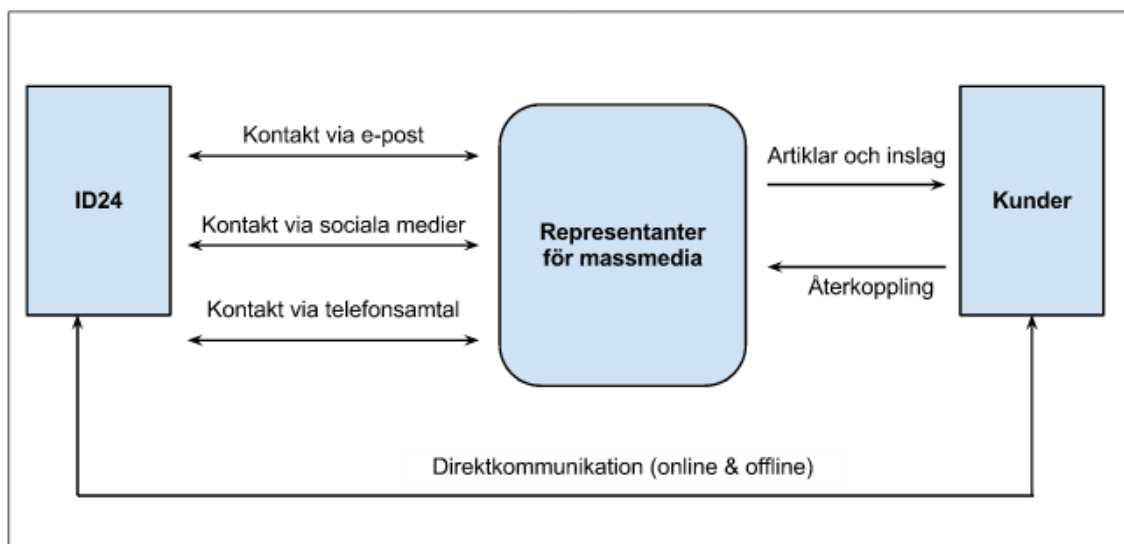 Kontakt via e-post
Artiklar och inslag
ID24
Kontakt via sociala medier
Representanter
för massmedia
Kunder
Återkoppling
Kontakt via telefonsamtal
Direktkommunikation (online & offline)